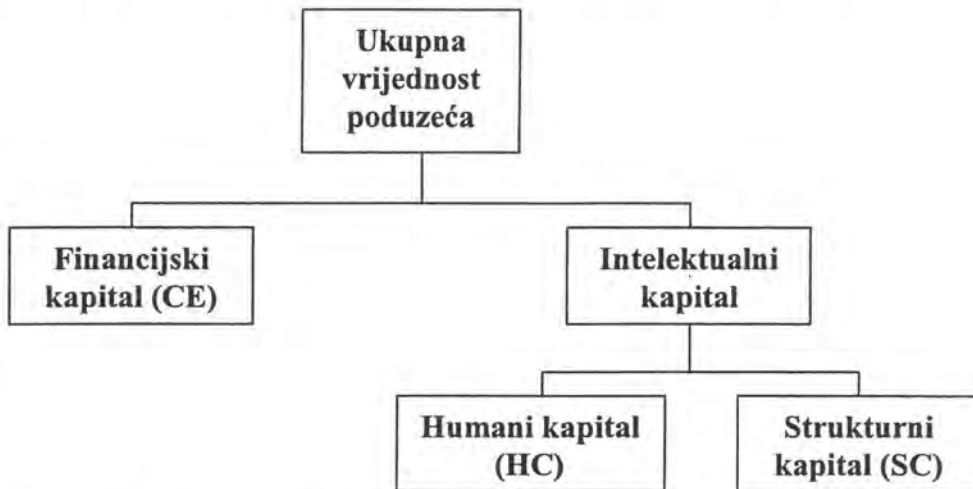 Ukupna
vrijednost
poduzeća
Financijski
kapital (CE)
Intelektualni
kapital
Humani kapital
(HC)
Strukturni
kapital (SC)